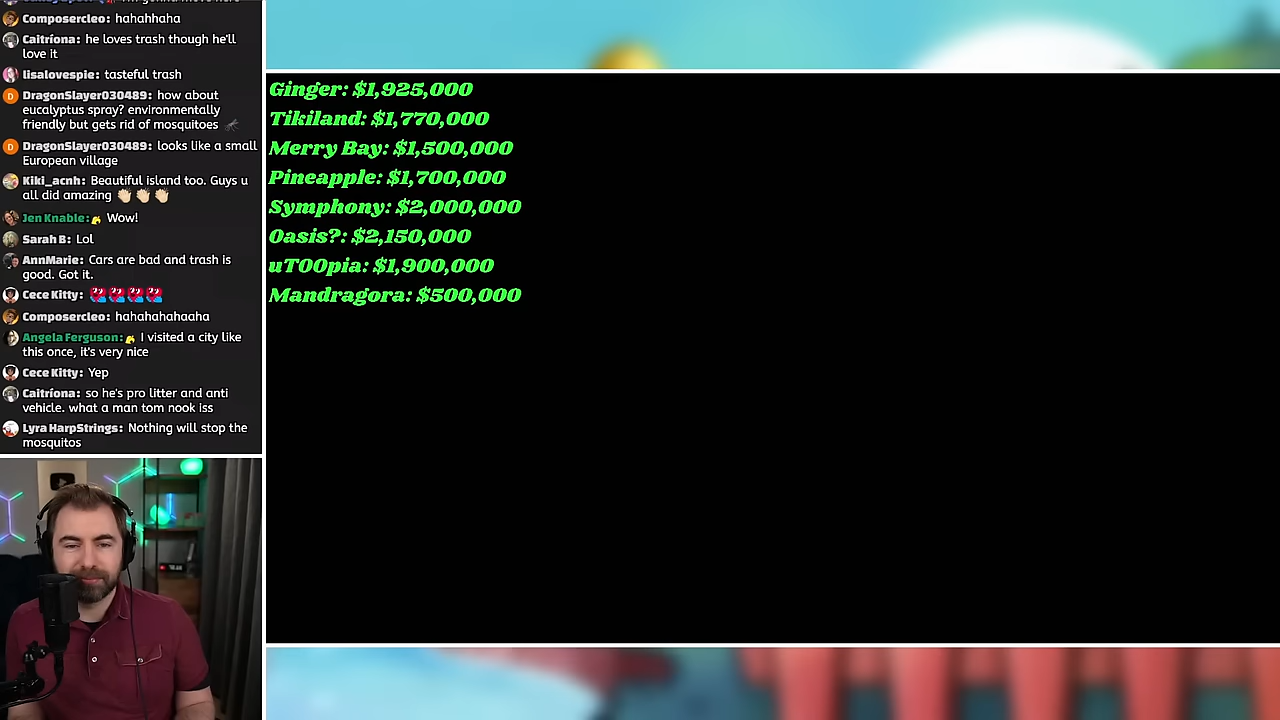 Composercleo: hahahhaha
Caitríona: he loves trash though he'll
love it
lisalovespie: tasteful trash
DragonSlayer030489: how about
eucalyptus spray? environmentally
friendly but gets rid of mosquitoes 🦟
DragonSlayer030489: looks like a small
European village
Kiki_acnh: Beautiful island too. Guys u
all did amazing 👏🏻 👏🏻 👏🏻
Jen Knable: Wow!
Sarah B: Lol
AnnMarie: Cars are bad and trash is
good. Got it.
Cece Kitty:
Composercleo: hahahahahaaha
Angela Ferguson: I visited a city like
this once, it's very nice
Cece Kitty: Yep
Caitríona: so he's pro litter and anti
vehicle. what a man tom nook iss
Lyra HarpStrings: Nothing will stop the
mosquitos
Ginger: $1,925,000
Tikiland: $1,770,000
Merry Bay: $1,500,000
Pineapple: $1,700,000
Symphony: $2,000,000
Oasis?: $2,150,000
uT00pia: $1,900,000
Mandragora: $500,000